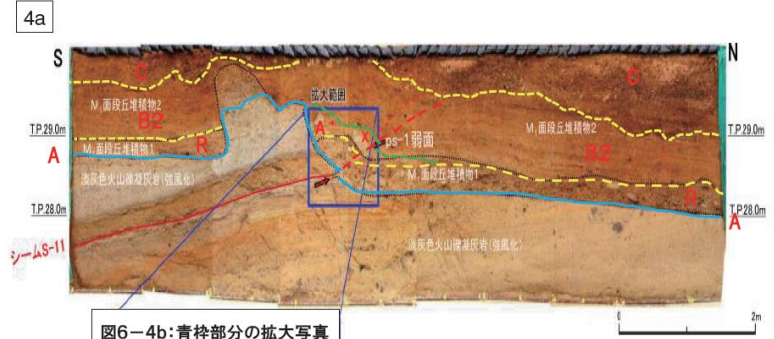 4a
S
N
C
C
M₁面段丘堆積物2
拡大範囲
B2
A
ps-1弱面
M₁面段丘堆積物2
T.P.29.0m
T.P.29.0m
R
B2
A
M₁面段丘堆積物1
M₁面段丘堆積物1
淡灰色火山礫凝灰岩(強風化)
R
T.P.28.0m
T.P.28.0m
A
シームS-11
淡灰色火山礫凝灰岩(強風化)
図6-4b:青枠部分の拡大写真
0
2m